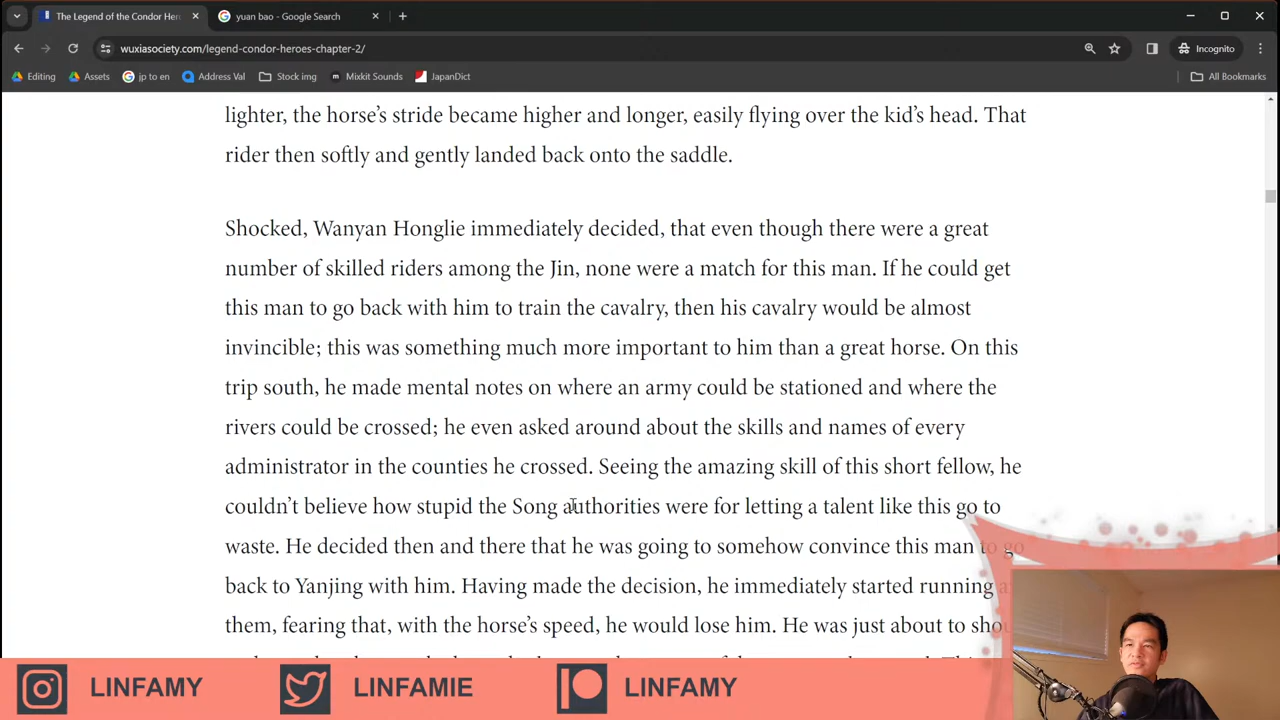 The Legend of the Condor Her
yuan bao - Google Search
wuxiasociety.com/legend-condor-heroes-chapter-2/
Incognito
Editing
Assets
jp to en
Address Val
Stock img
Mixkit Sounds
JapanDict
All Bookmarks
lighter, the horse's stride became higher and longer, easily flying over the kid's head. That
rider then softly and gently landed back onto the saddle.
Shocked, Wanyan Honglie immediately decided, that even though there were a great
number of skilled riders among the Jin, none were a match for this man. If he could get
this man to go back with him to train the cavalry, then his cavalry would be almost
invincible; this was something much more important to him than a great horse. On this
trip south, he made mental notes on where an army could be stationed and where the
rivers could be crossed; he even asked around about the skills and names of every
administrator in the counties he crossed. Seeing the amazing skill of this short fellow, he
couldn't believe how stupid the Song authorities were for letting a talent like this go to
waste. He decided then and there that he was going to somehow convince this man to go
back to Yanjing with him. Having made the decision, he immediately started running
them, fearing that, with the horse's speed, he would lose him. He was just about to
LINFAMY
LINFAMIE
LINFAMY